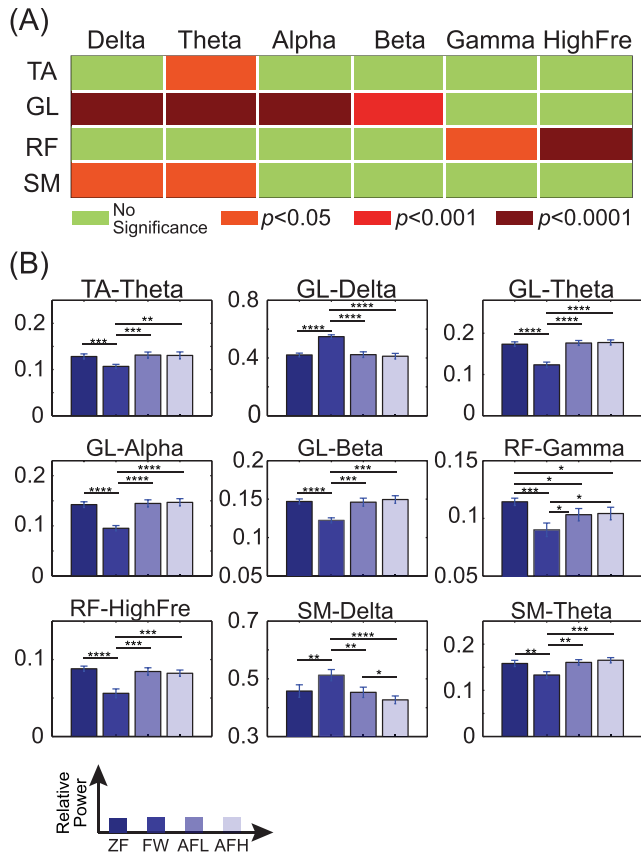 (A)
Delta Theta Alpha Beta Gamma HighFre
TA
GL
RF
SM
No Significance p<0.05 p<0.001 p<0.0001
(B)
TA-Theta GL-Delta GL-Theta
0.2 0.1 0 *** *** **
0.8 0.4 0 **** **** ****
0.2 0.1 0 **** **** ****
GL-Alpha GL-Beta RF-Gamma
0.2 0.1 0 **** **** ****
0.2 0.15 0.1 0.05 **** *** ***
0.15 0.1 0.05 *** * * * *
RF-HighFre SM-Delta SM-Theta
0.1 0 **** *** ***
0.7 0.5 0.3 ** ** **** *
0.2 0.1 0 ** ** ***
Relative
Power
ZF FW AFL AFH